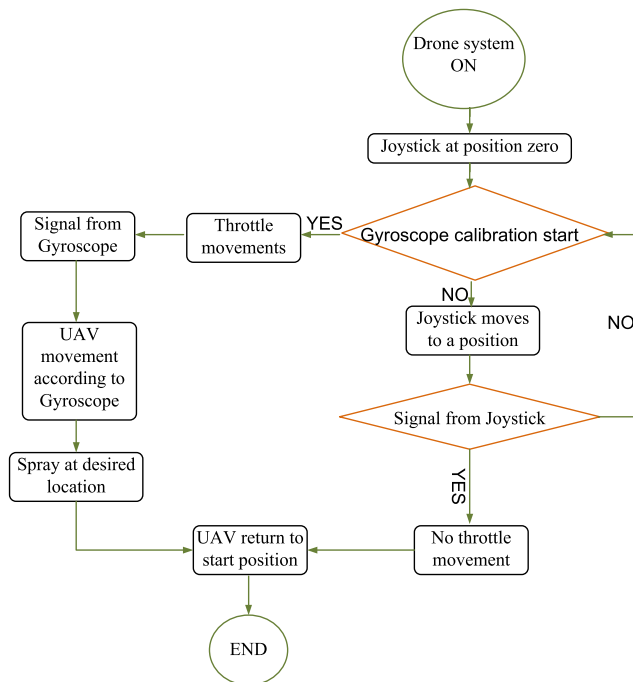 Drone system
ON
Joystick at position zero
Gyroscope calibration start
YES
Throttle
movements
Signal from
Gyroscope
UAV
movement
according to
Gyroscope
Spray at desired
location
NO
Joystick moves
to a position
NO
Signal from Joystick
YES
No throttle
movement
UAV return to
start position
END